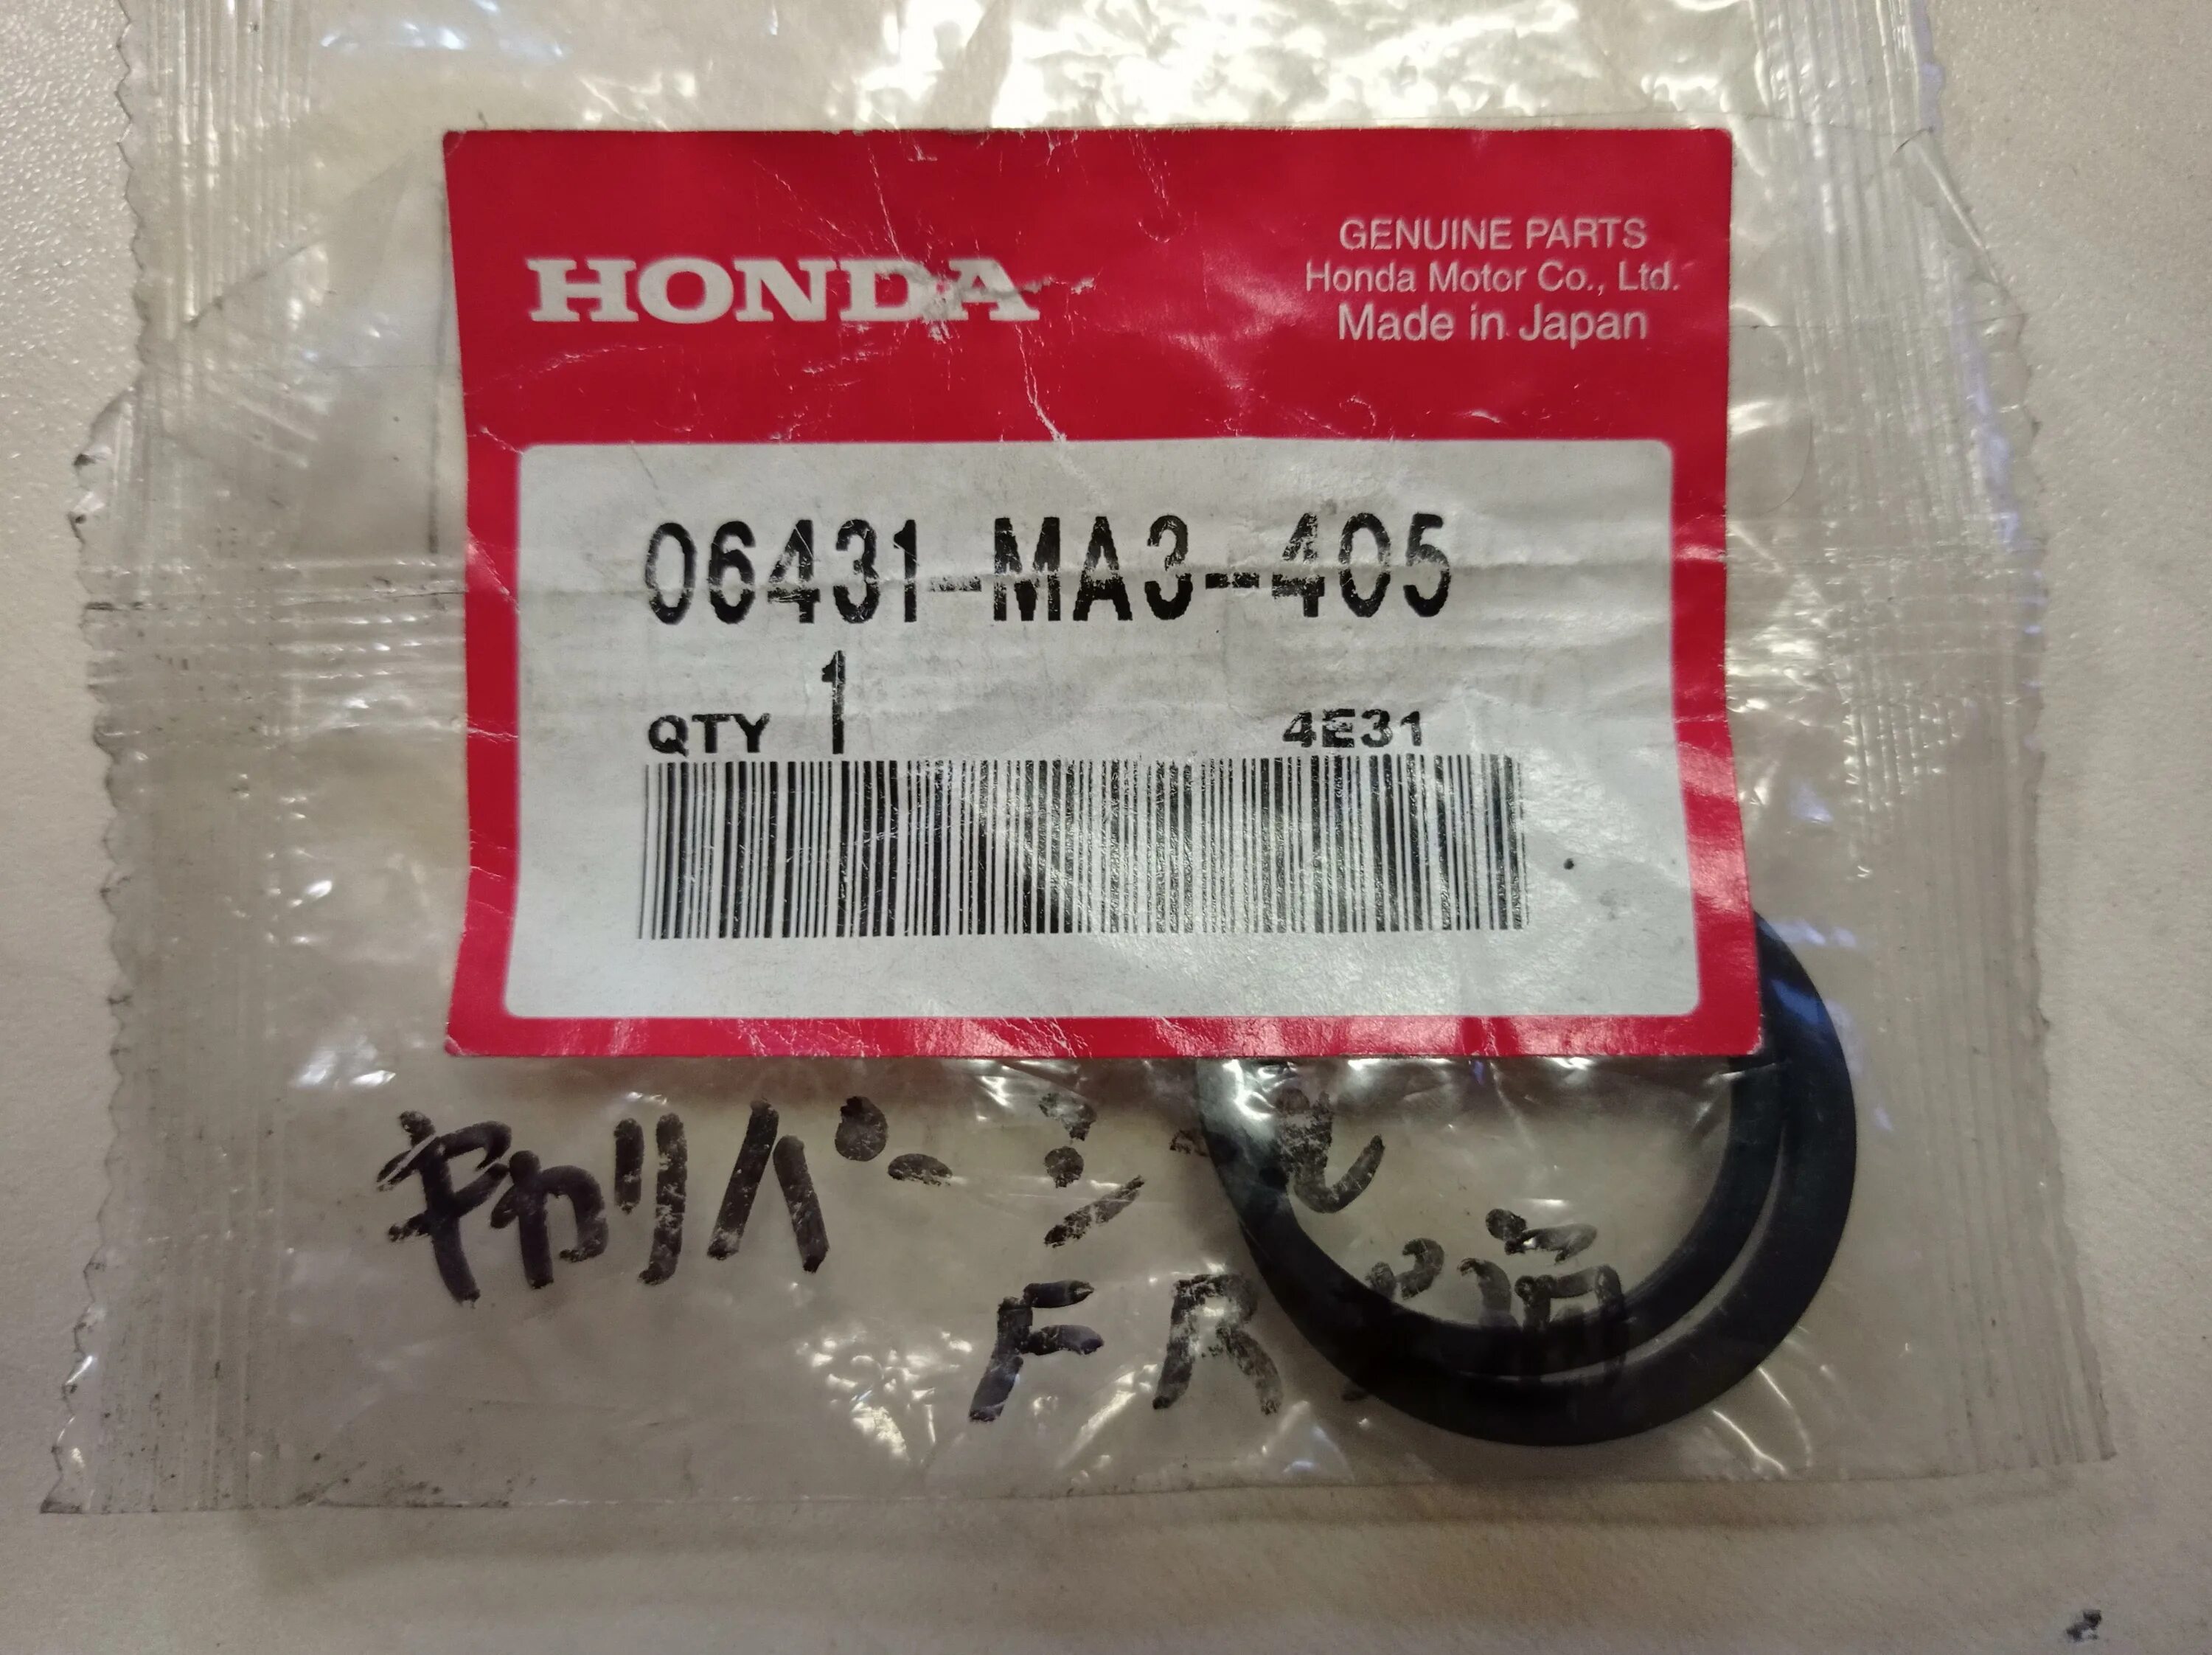 HONDA
GENUINE PARTS
Honda Motor Co., Ltd.
Made in Japan
06431-MA3-405
QTY 1
4E31
キャリパーシール
FR